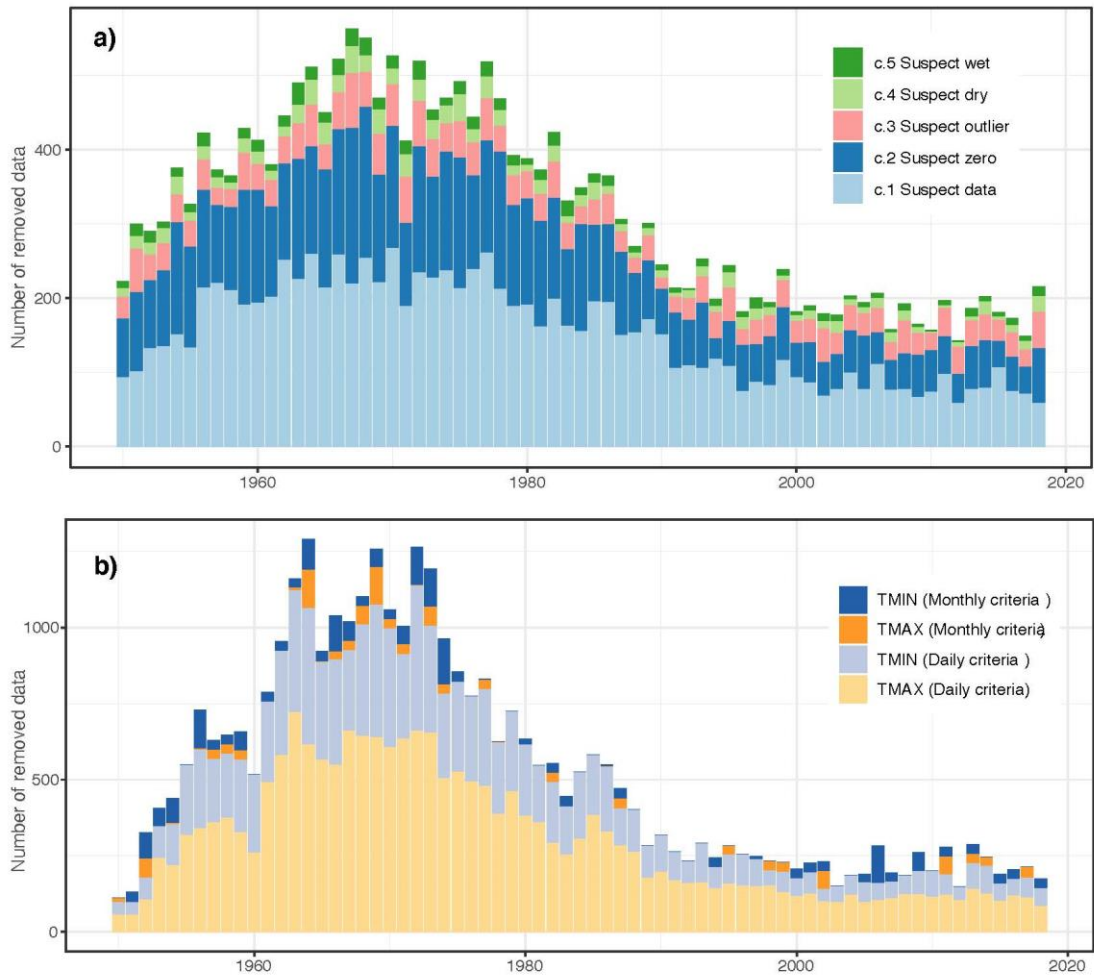 a)
c.5 Suspect wet
c.4 Suspect dry
c.3 Suspect outlier
c.2 Suspect zero
c.1 Suspect data
Number of removed data
400
200
0
1960
1980
2000
2020
b)
TMIN (Monthly criteria )
TMAX (Monthly criteria)
TMIN (Daily criteria )
TMAX (Daily criteria)
Number of removed data
1000
500
0
1960
1980
2000
2020